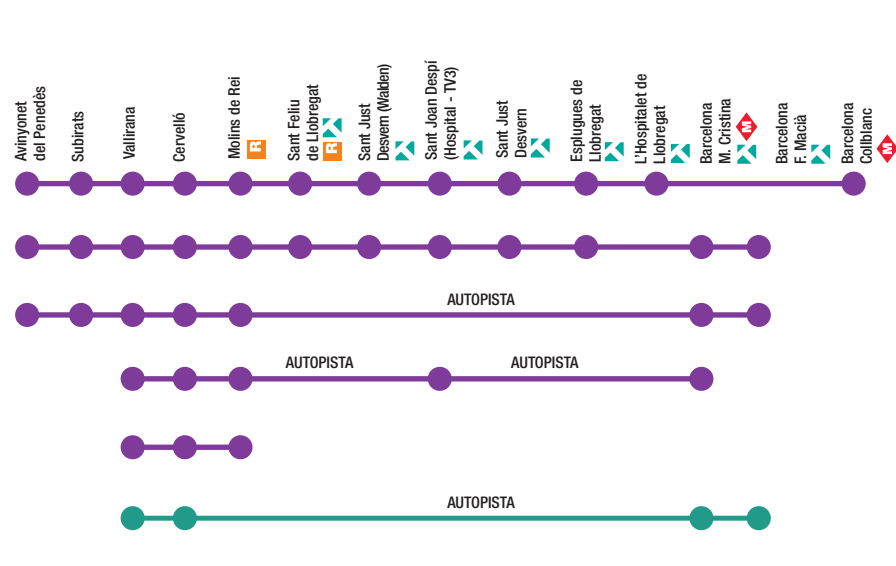 Avinyonet
del Penedès
Subirats
Vallirana
Cervelló
Molins de Rei
R
Sant Feliu
de Llobregat
R
Sant Just
Desvern (Walden)
Sant Joan Despí
(Hospital - TV3)
Sant Just
Desvern
Esplugues de
Llobregat
L'Hospitalet de
Llobregat
Barcelona
M. Cristina
M
Barcelona
F. Macià
Barcelona
Collblanc
M
AUTOPISTA
AUTOPISTA
AUTOPISTA
AUTOPISTA